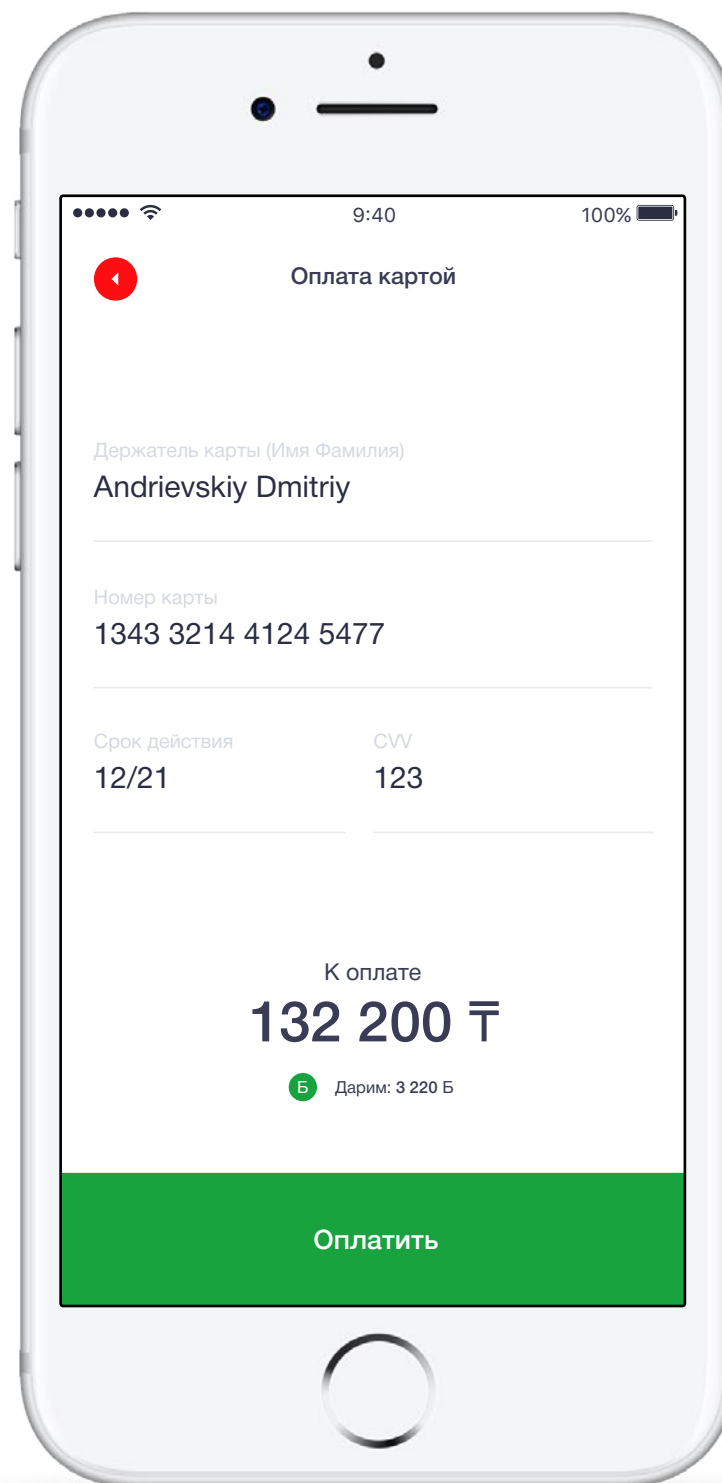 9:40 100%
Оплата картой
Держатель карты (Имя Фамилия)
Andrievskiy Dmitriy
Номер карты
1343 3214 4124 5477
Срок действия CVV
12/21 123
К оплате
132 200 ₸
Б Дарим: 3 220 Б
Оплатить